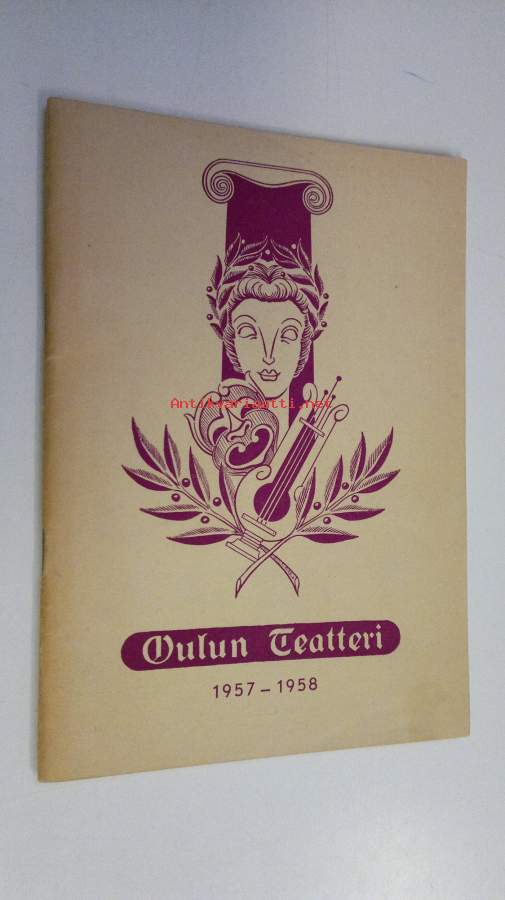 Antikvariaatti.net
Oulun Teatteri
1957 – 1958